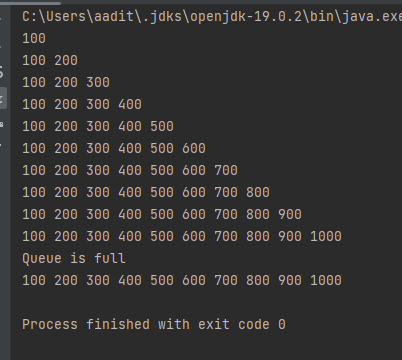 C:\Users\aadit\.jdks\openjdk-19.0.2\bin\java.exe
100
100 200
100 200 300
100 200 300 400
100 200 300 400 500
100 200 300 400 500 600
100 200 300 400 500 600 700
100 200 300 400 500 600 700 800
100 200 300 400 500 600 700 800 900
100 200 300 400 500 600 700 800 900 1000
Queue is full
100 200 300 400 500 600 700 800 900 1000
Process finished with exit code 0